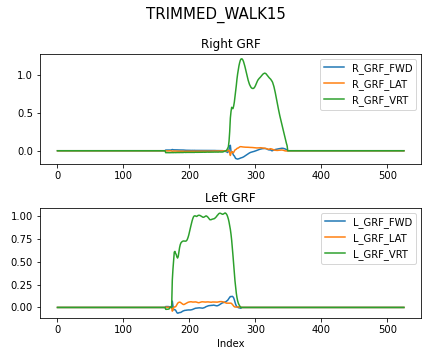 TRIMMED_WALK15
Right GRF
1.0
0.5
0.0
R_GRF_FWD
R_GRF_LAT
R_GRF_VRT
0 100 200 300 400 500
Left GRF
1.00
0.75
0.50
0.25
0.00
L_GRF_FWD
L_GRF_LAT
L_GRF_VRT
0 100 200 300 400 500
Index